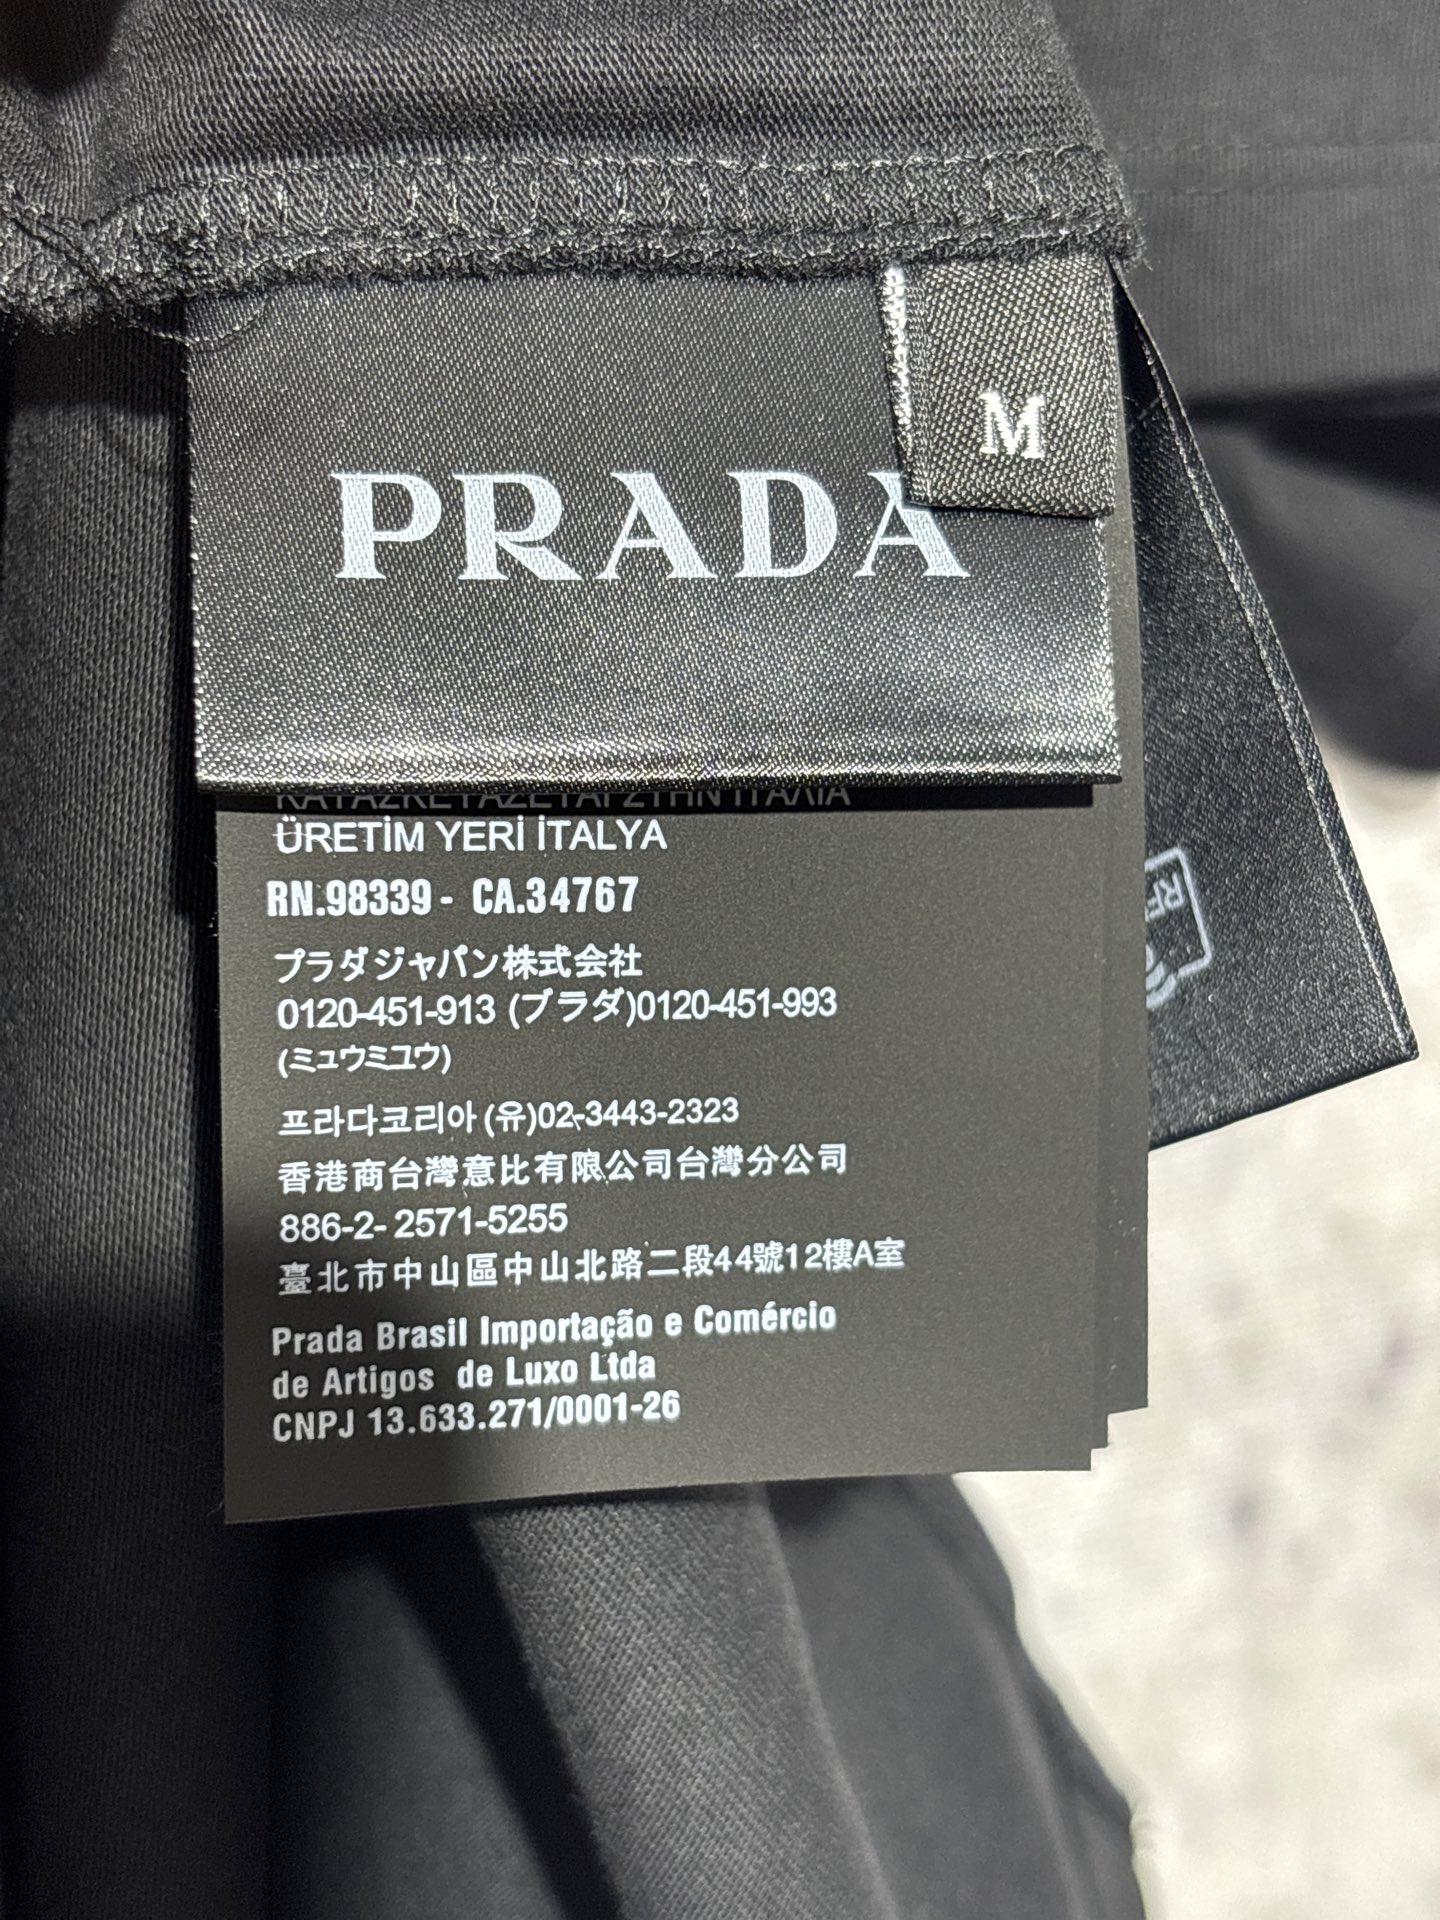 M
PRADA
ΚΑΤΑΣΚΕΥΑΖΕΤΑΙ ΣΤΗΝ ΙΤΑΛΙΑ
ÜRETİM YERİ İTALYA
RN.98339 - CA.34767
プラダジャパン株式会社
0120-451-913 (プラダ)0120-451-993
(ミュウミュウ)
프라다코리아 (유)02-3443-2323
香港商台灣意比有限公司台灣分公司
886-2- 2571-5255
臺北市中山區中山北路二段44號12樓A室
Prada Brasil Importação e Comércio
de Artigos de Luxo Ltda
CNPJ 13.633.271/0001-26